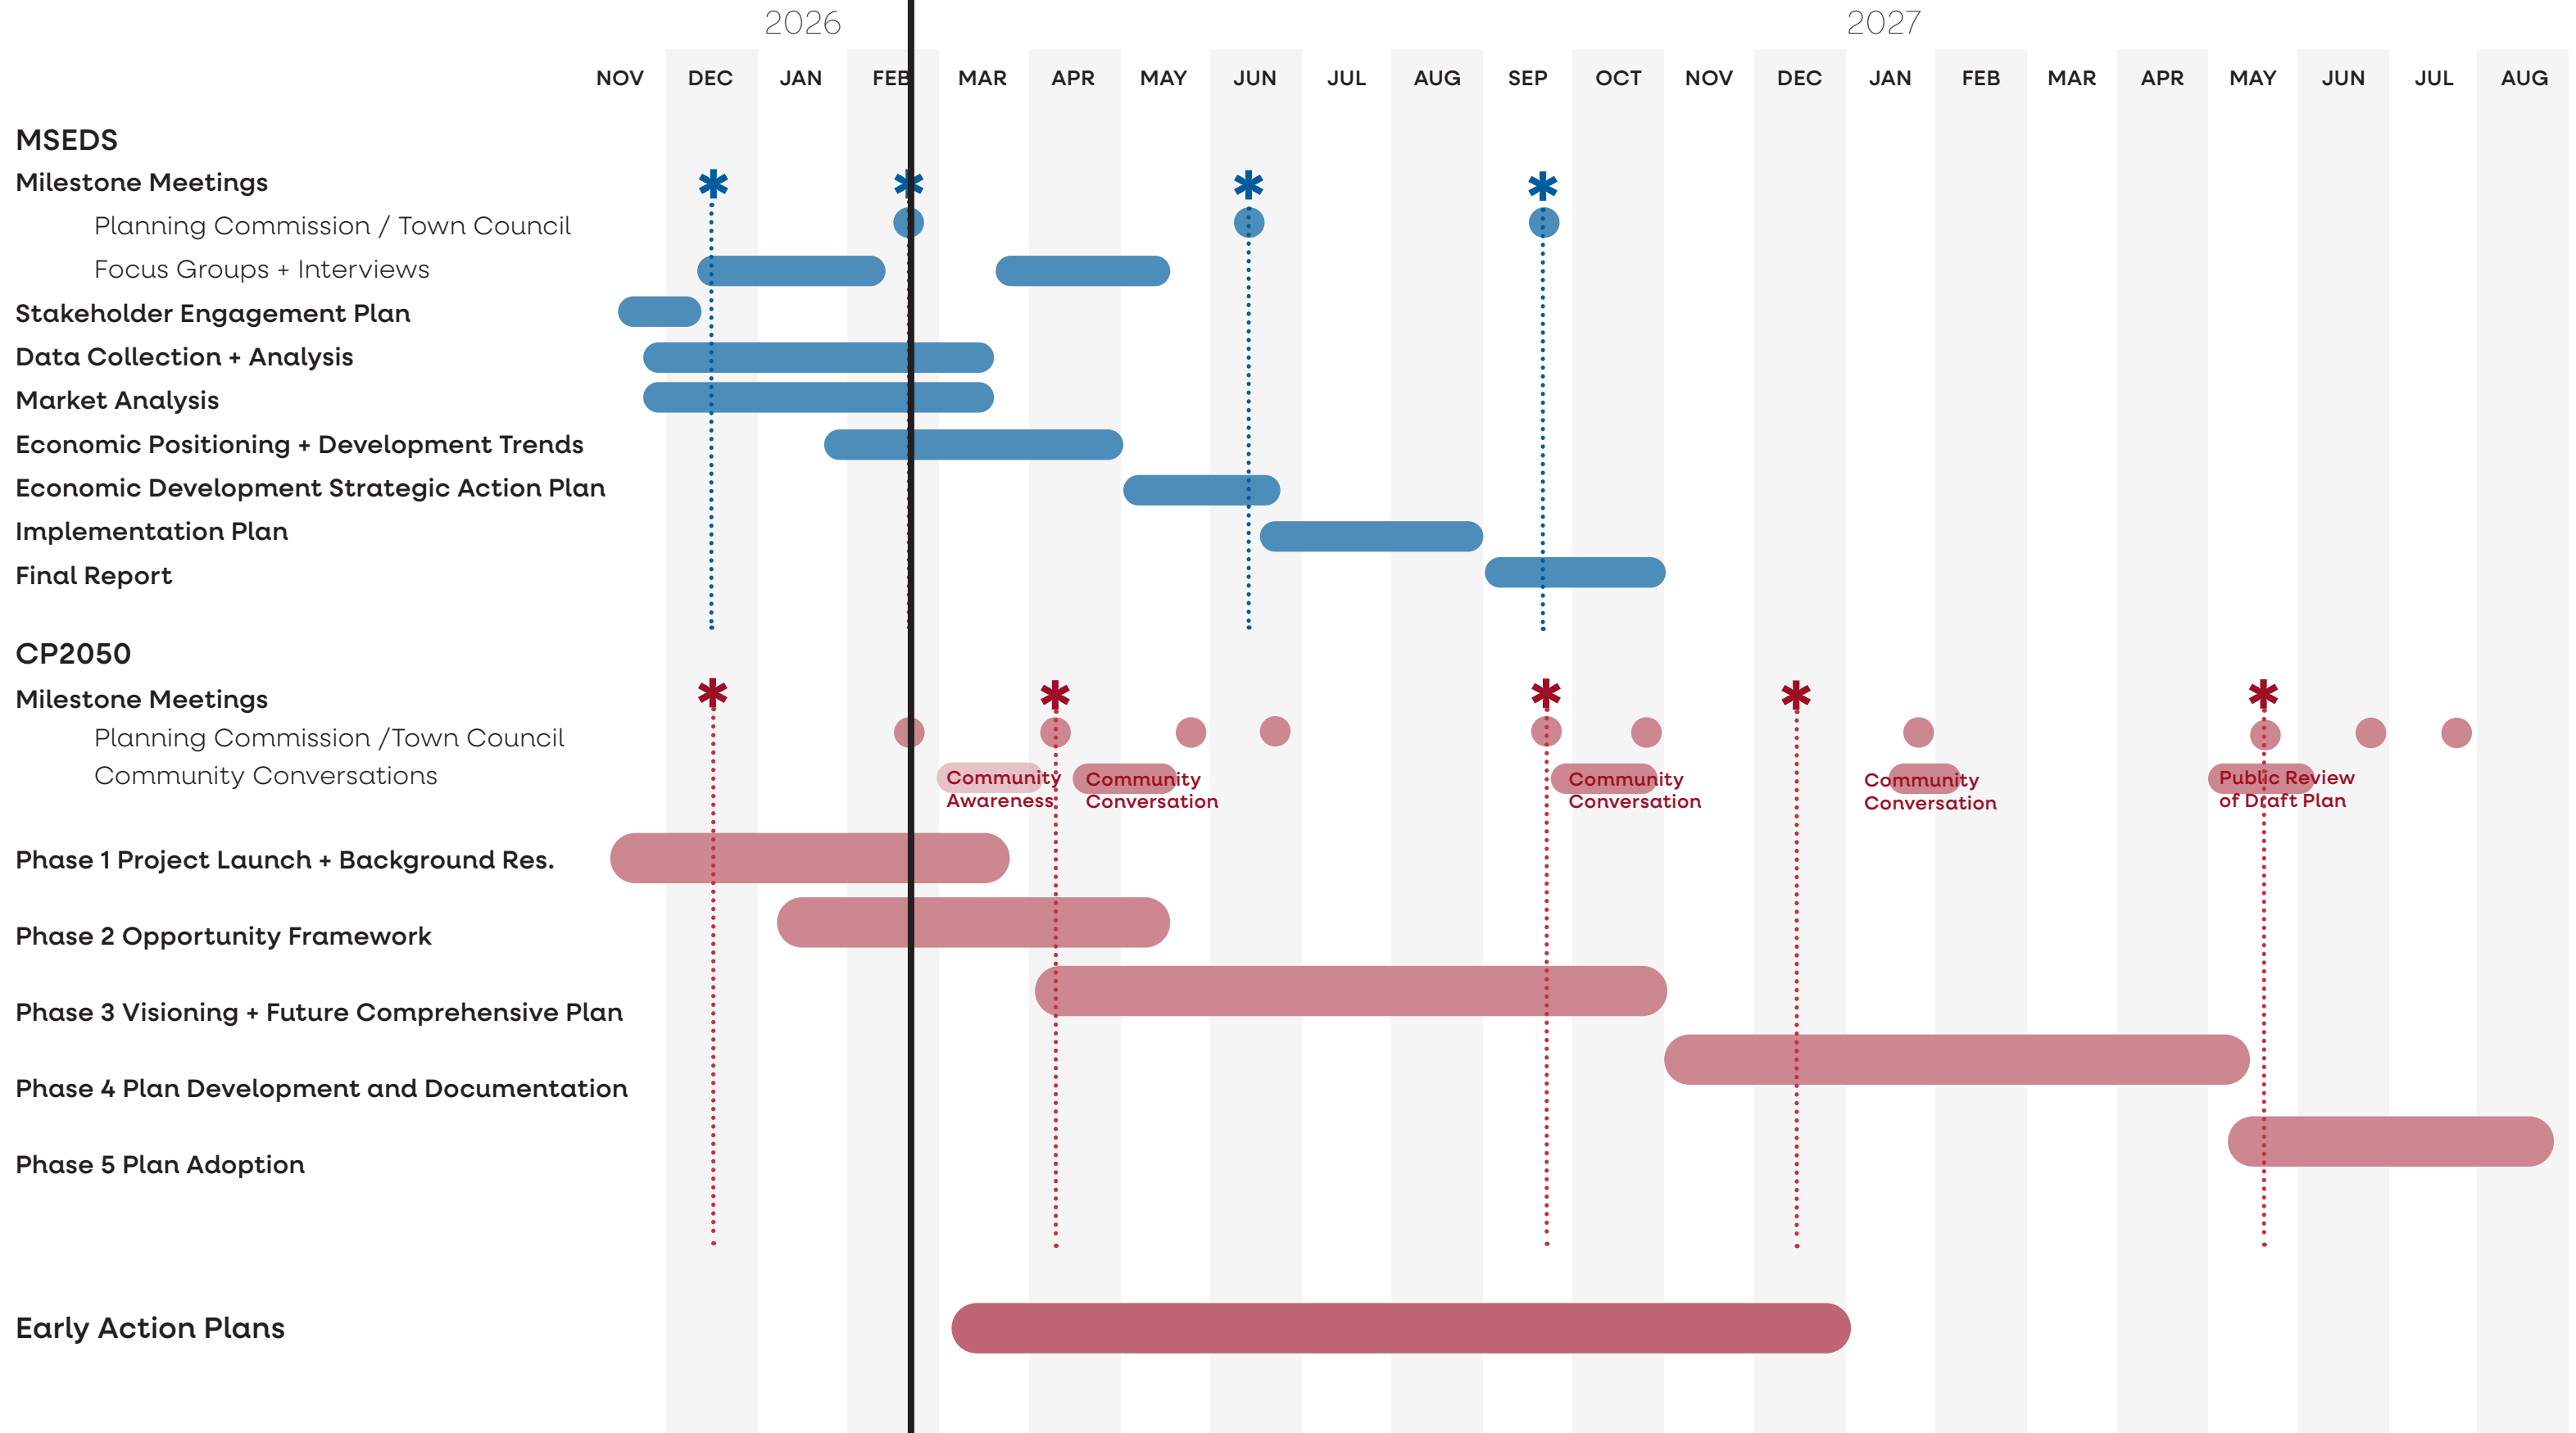 2026 2027
NOV DEC JAN FEB MAR APR MAY JUN JUL AUG SEP OCT NOV DEC JAN FEB MAR APR MAY JUN JUL AUG
MSEDS
Milestone Meetings
Planning Commission / Town Council
Focus Groups + Interviews
Stakeholder Engagement Plan
Data Collection + Analysis
Market Analysis
Economic Positioning + Development Trends
Economic Development Strategic Action Plan
Implementation Plan
Final Report
CP2050
Milestone Meetings
Planning Commission /Town Council
Community Conversations
Community
Awareness
Community
Conversation
Community
Conversation
Community
Conversation
Public Review
of Draft Plan
Phase 1 Project Launch + Background Res.
Phase 2 Opportunity Framework
Phase 3 Visioning + Future Comprehensive Plan
Phase 4 Plan Development and Documentation
Phase 5 Plan Adoption
Early Action Plans